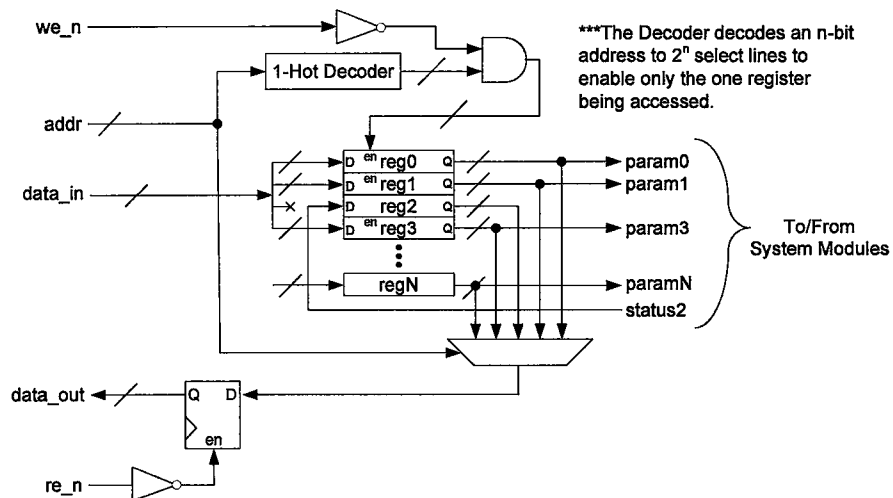 we_n
***The Decoder decodes an n-bit
address to 2^n select lines to
enable only the one register
being accessed.
1-Hot Decoder
addr
D en reg0 Q
param0
data_in
D en reg1 Q
param1
D reg2 Q
D en reg3 Q
param3
To/From
System Modules
regN
paramN
status2
data_out
Q D
en
re_n